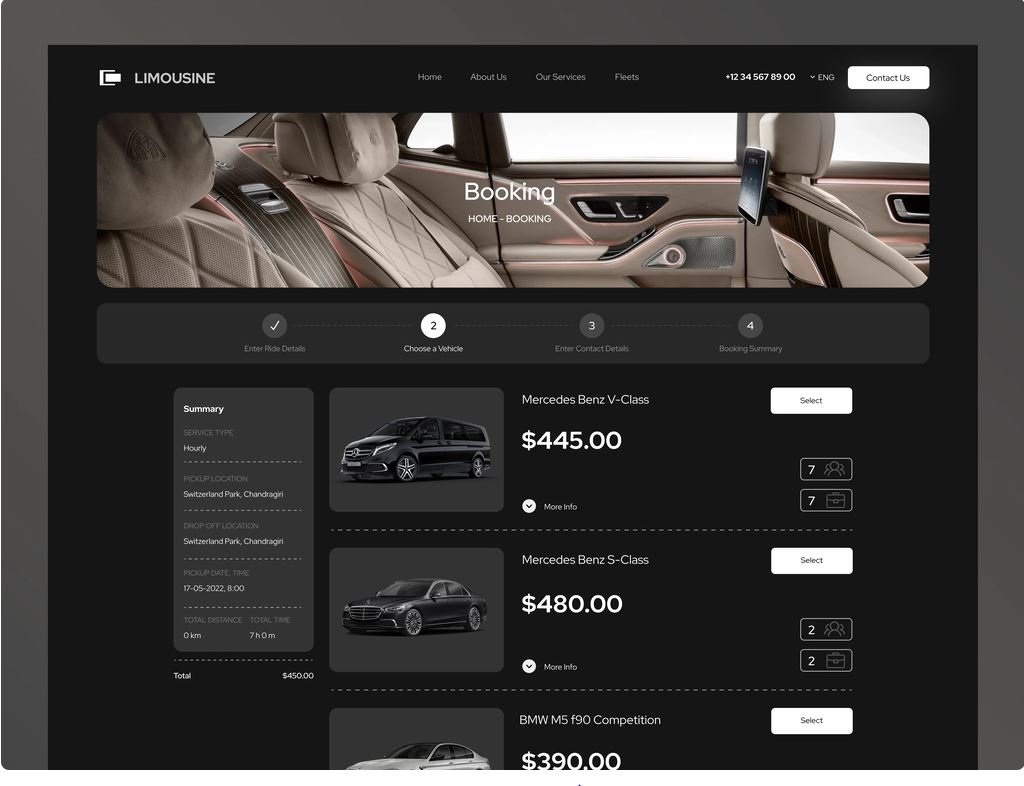 LIMOUSINE
Home About Us Our Services Fleets
+12 34 567 89 00 ENG Contact Us
Booking
HOME - BOOKING
2 3 4
Enter Ride Details Choose a Vehicle Enter Contact Details Booking Summary
Summary
SERVICE TYPE
Hourly
PICKUP LOCATION
Switzerland Park, Chandragiri
DROP OFF LOCATION
Switzerland Park, Chandragiri
PICKUP DATE, TIME
17-05-2022, 8:00
TOTAL DISTANCE TOTAL TIME
0 km 7 h 0 m
Total $450.00
Mercedes Benz V-Class Select
$445.00
7
7
More Info
Mercedes Benz S-Class Select
$480.00
2
2
More Info
BMW M5 f90 Competition Select
$390.00